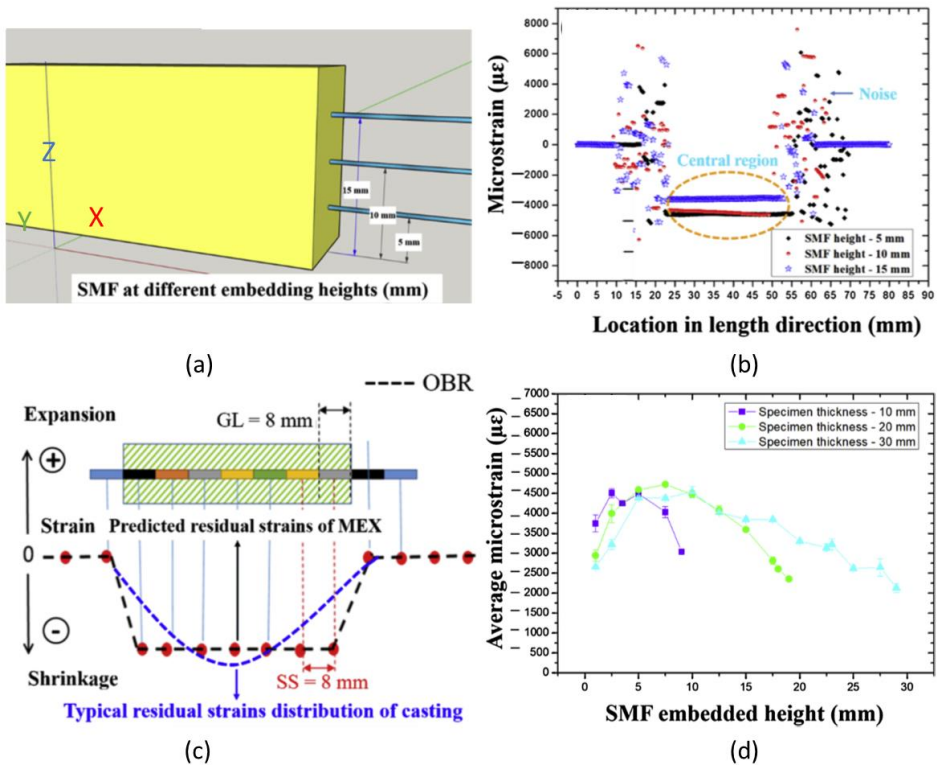 Z
Y
X
15 mm
10 mm
5 mm
SMF at different embedding heights (mm)
(a)
Microstrain (με)
8000
6000
4000
2000
0
−2000
−4000
−6000
−8000
Noise
Central region
SMF height - 5 mm
SMF height - 10 mm
SMF height - 15 mm
-5 0 5 10 15 20 25 30 35 40 45 50 55 60 65 70 75 80 85 90
Location in length direction (mm)
(b)
OBR
Expansion
GL = 8 mm
+
Strain
Predicted residual strains of MEX
0
-
Shrinkage
SS = 8 mm
Typical residual strains distribution of casting
(c)
Average microstrain (με)
− 7000
− 6500
− 6000
− 5500
− 5000
− 4500
− 4000
− 3500
− 3000
− 2500
− 2000
− 1500
− 1000
− 500
0
Specimen thickness - 10 mm
Specimen thickness - 20 mm
Specimen thickness - 30 mm
0 5 10 15 20 25 30
SMF embedded height (mm)
(d)